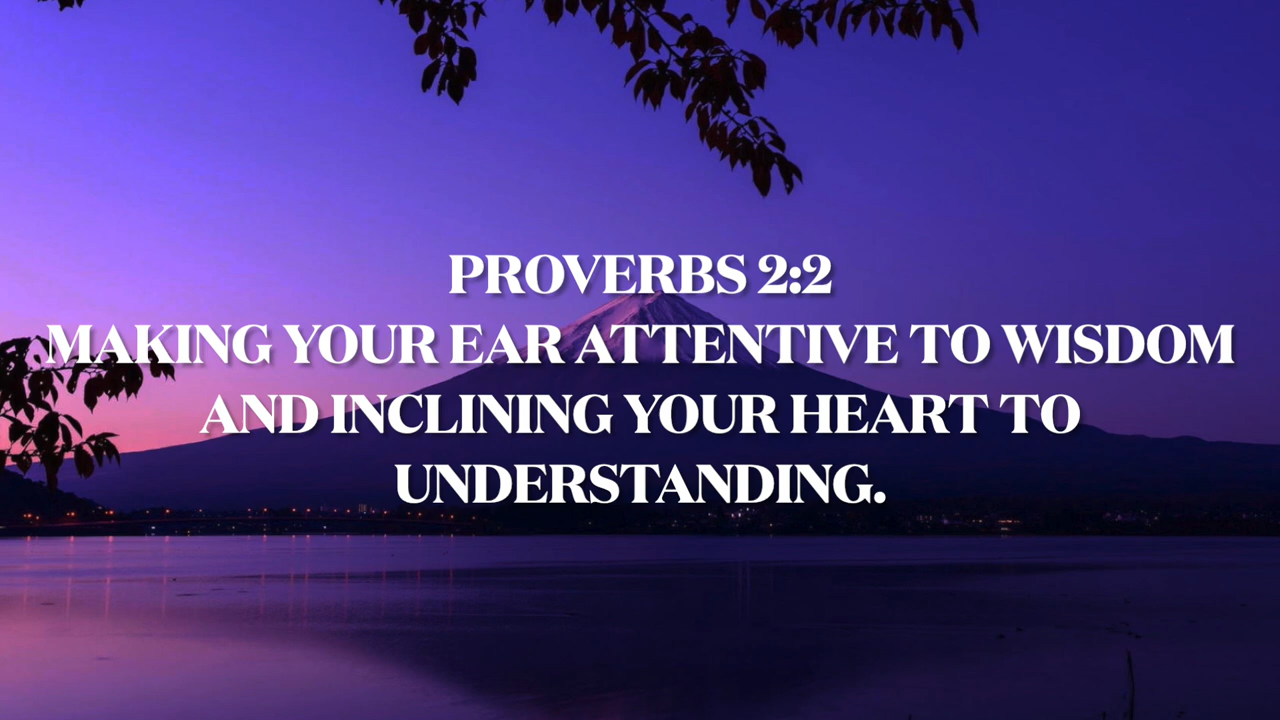 PROVERBS 2:2
MAKING YOUR EAR ATTENTIVE TO WISDOM
AND INCLINING YOUR HEART TO
UNDERSTANDING.